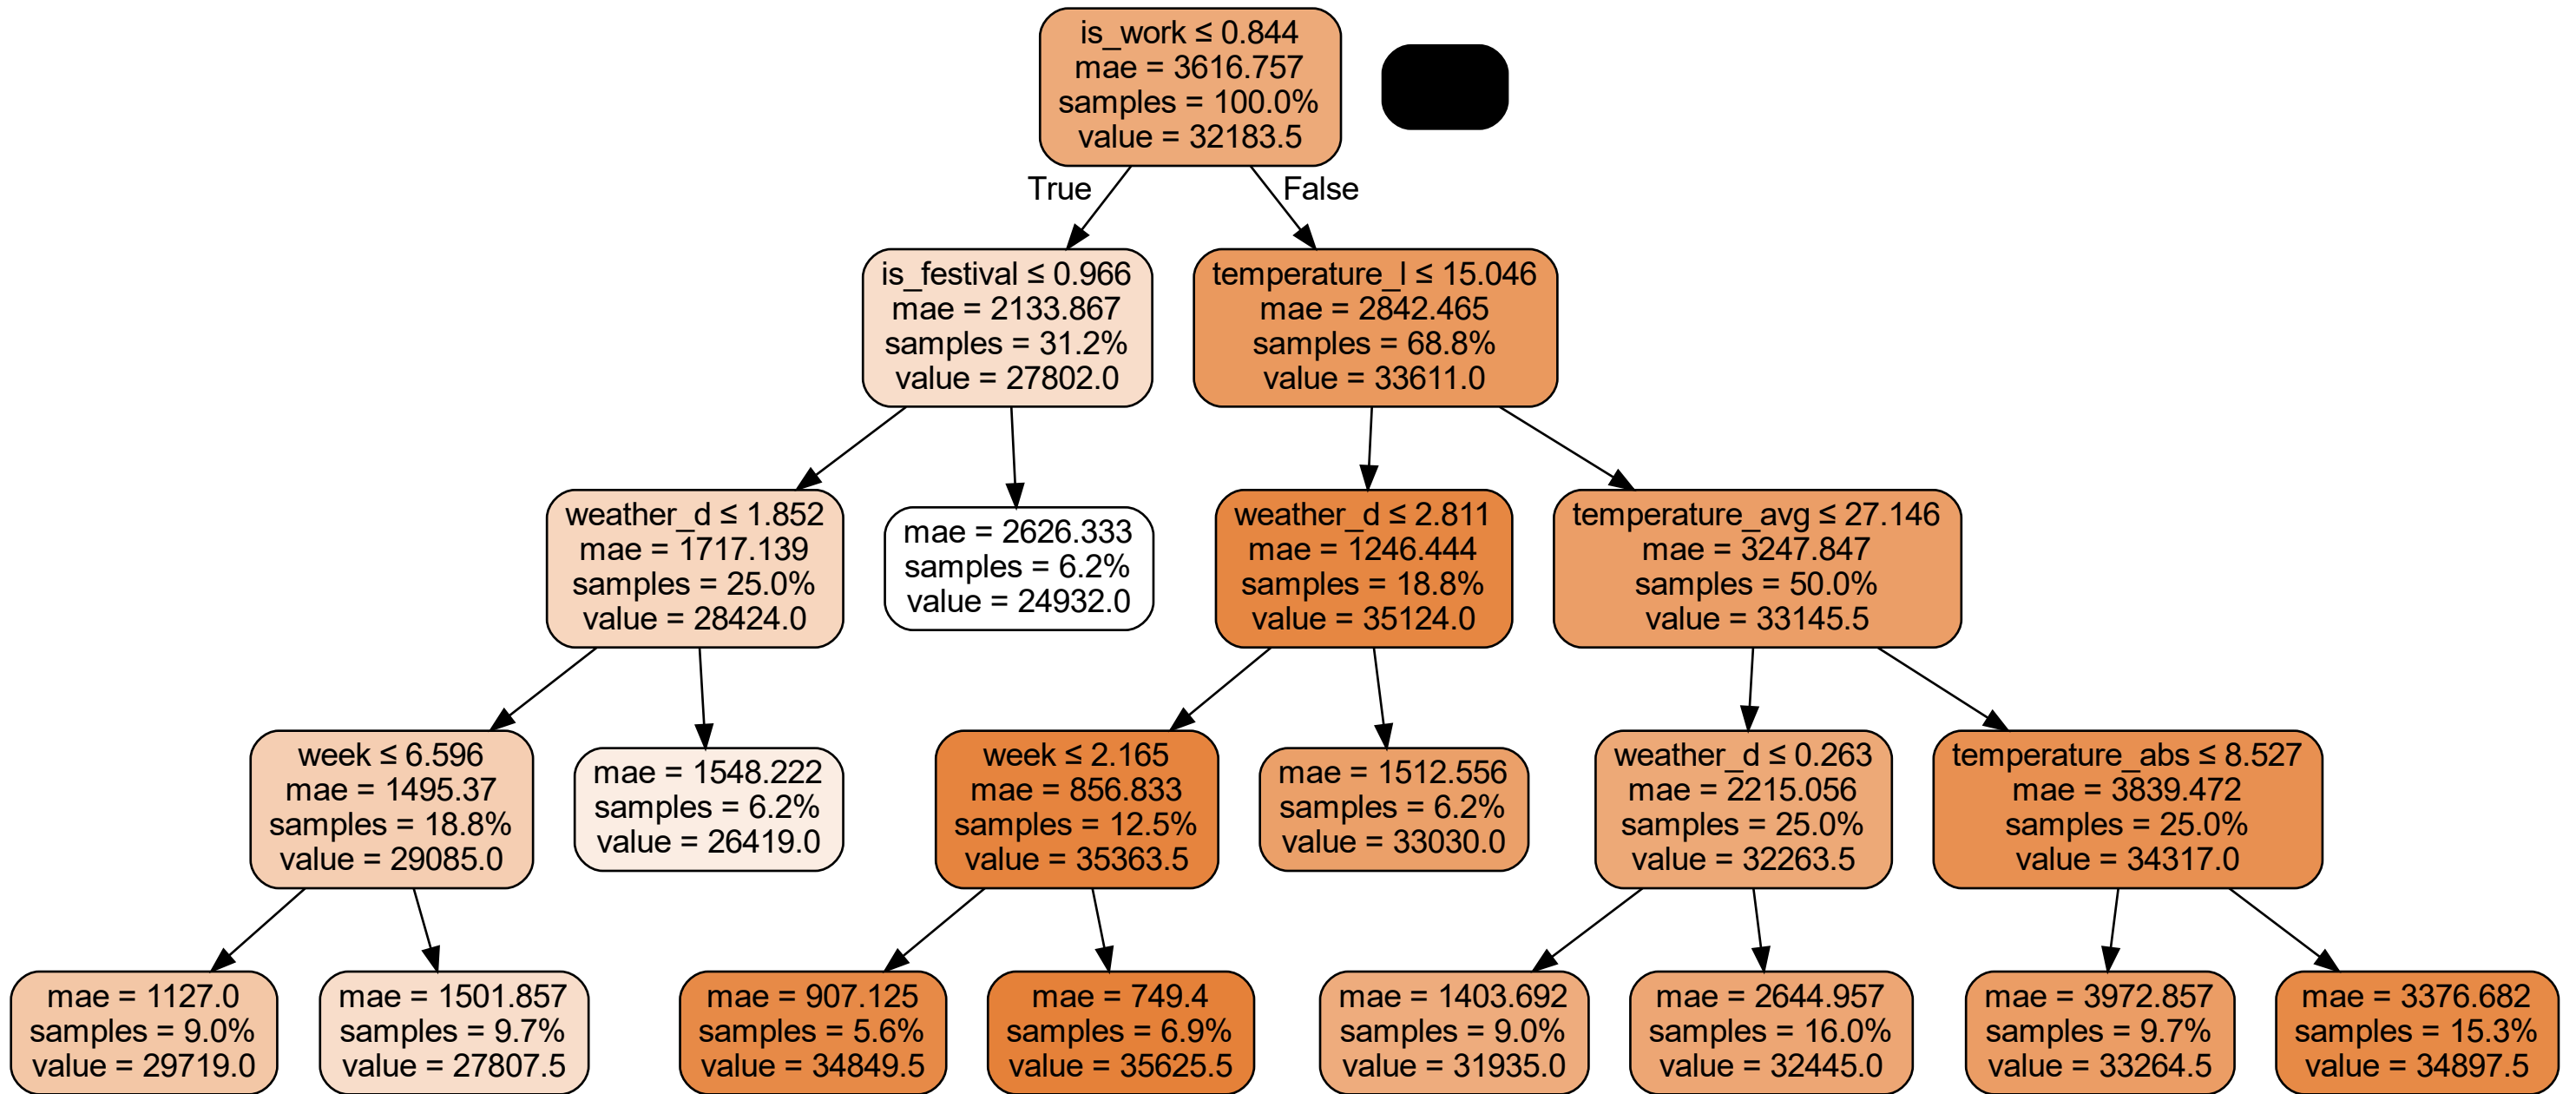 is_work ≤ 0.844
mae = 3616.757
samples = 100.0%
value = 32183.5
True
False
is_festival ≤ 0.966
mae = 2133.867
samples = 31.2%
value = 27802.0
temperature_l ≤ 15.046
mae = 2842.465
samples = 68.8%
value = 33611.0
weather_d ≤ 1.852
mae = 1717.139
samples = 25.0%
value = 28424.0
mae = 2626.333
samples = 6.2%
value = 24932.0
weather_d ≤ 2.811
mae = 1246.444
samples = 18.8%
value = 35124.0
temperature_avg ≤ 27.146
mae = 3247.847
samples = 50.0%
value = 33145.5
week ≤ 6.596
mae = 1495.37
samples = 18.8%
value = 29085.0
mae = 1548.222
samples = 6.2%
value = 26419.0
week ≤ 2.165
mae = 856.833
samples = 12.5%
value = 35363.5
mae = 1512.556
samples = 6.2%
value = 33030.0
weather_d ≤ 0.263
mae = 2215.056
samples = 25.0%
value = 32263.5
temperature_abs ≤ 8.527
mae = 3839.472
samples = 25.0%
value = 34317.0
mae = 1127.0
samples = 9.0%
value = 29719.0
mae = 1501.857
samples = 9.7%
value = 27807.5
mae = 907.125
samples = 5.6%
value = 34849.5
mae = 749.4
samples = 6.9%
value = 35625.5
mae = 1403.692
samples = 9.0%
value = 31935.0
mae = 2644.957
samples = 16.0%
value = 32445.0
mae = 3972.857
samples = 9.7%
value = 33264.5
mae = 3376.682
samples = 15.3%
value = 34897.5